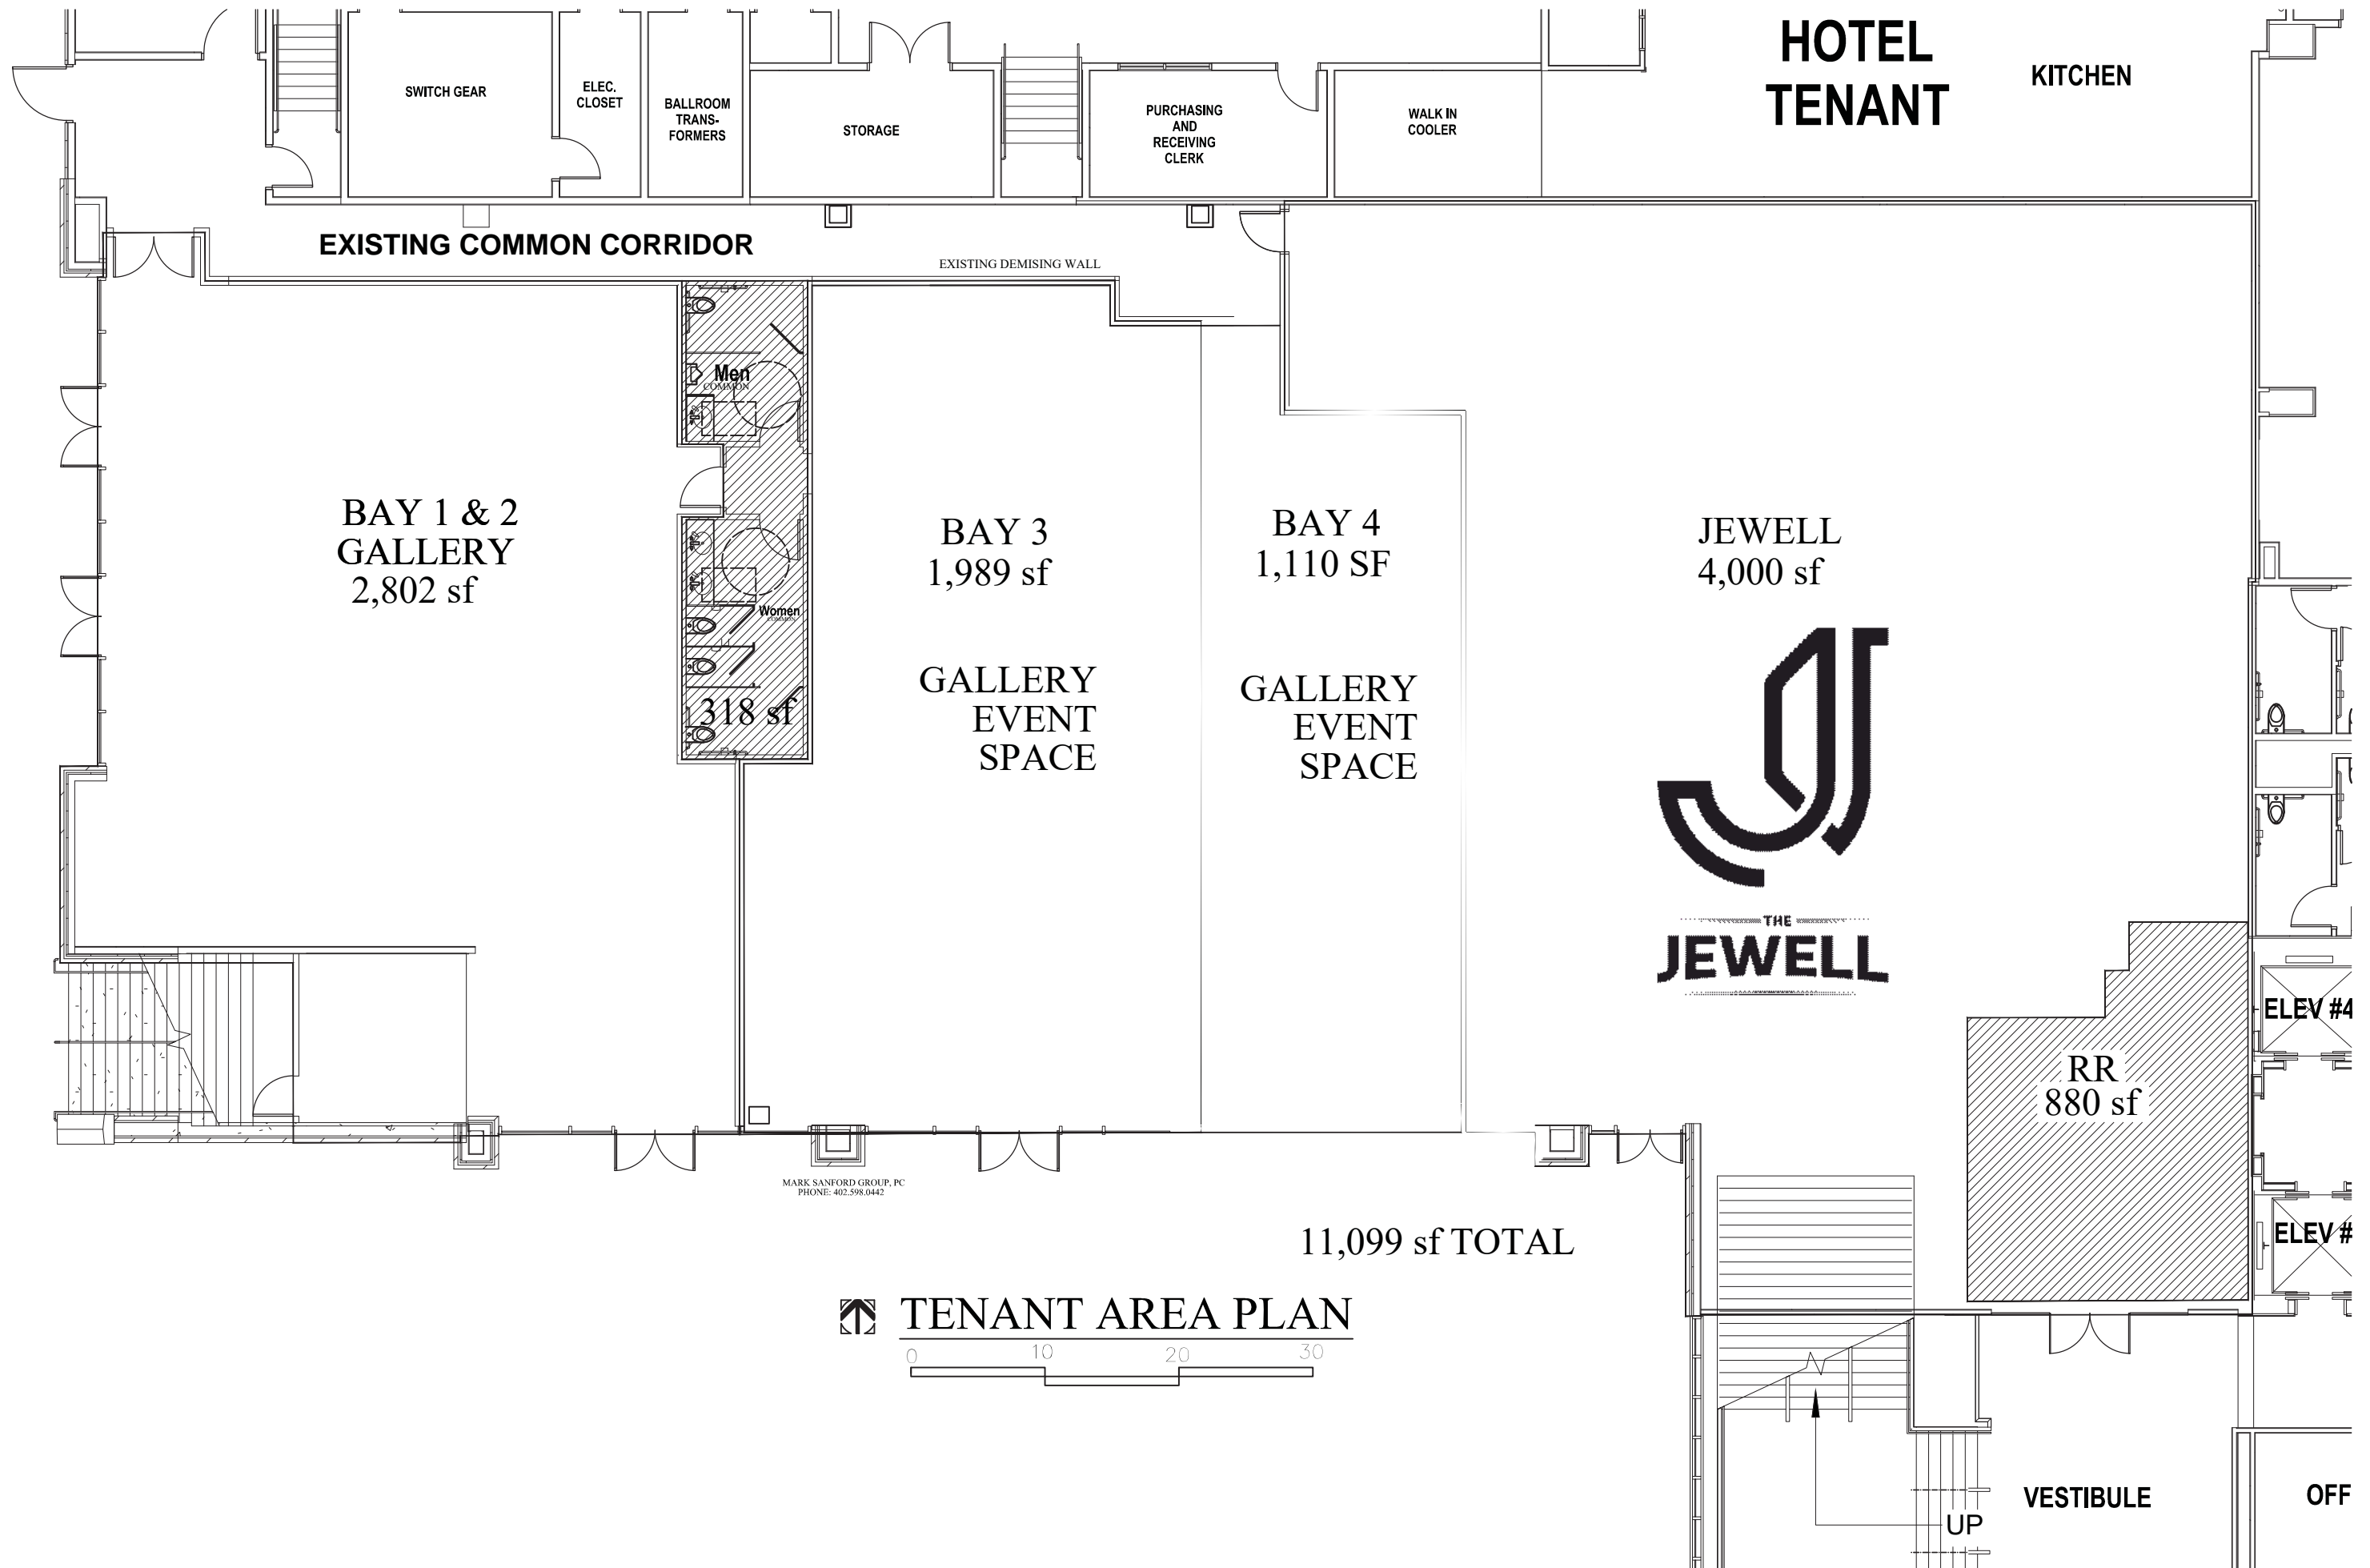 HOTEL
TENANT
KITCHEN
SWITCH GEAR
ELEC.
CLOSET
BALLROOM
TRANS-
FORMERS
STORAGE
PURCHASING
AND
RECEIVING
CLERK
WALK IN
COOLER
EXISTING COMMON CORRIDOR
EXISTING DEMISING WALL
Men
COMMON
BAY 1 & 2
GALLERY
2,802 sf
BAY 3
1,989 sf
BAY 4
1,110 SF
JEWELL
4,000 sf
Women
COMMON
318 sf
GALLERY
EVENT
SPACE
GALLERY
EVENT
SPACE
THE
JEWELL
ELEV #4
RR
880 sf
ELEV #
MARK SANFORD GROUP, PC
PHONE: 402.598.0442
11,099 sf TOTAL
TENANT AREA PLAN
0 10 20 30
VESTIBULE
OFF
UP